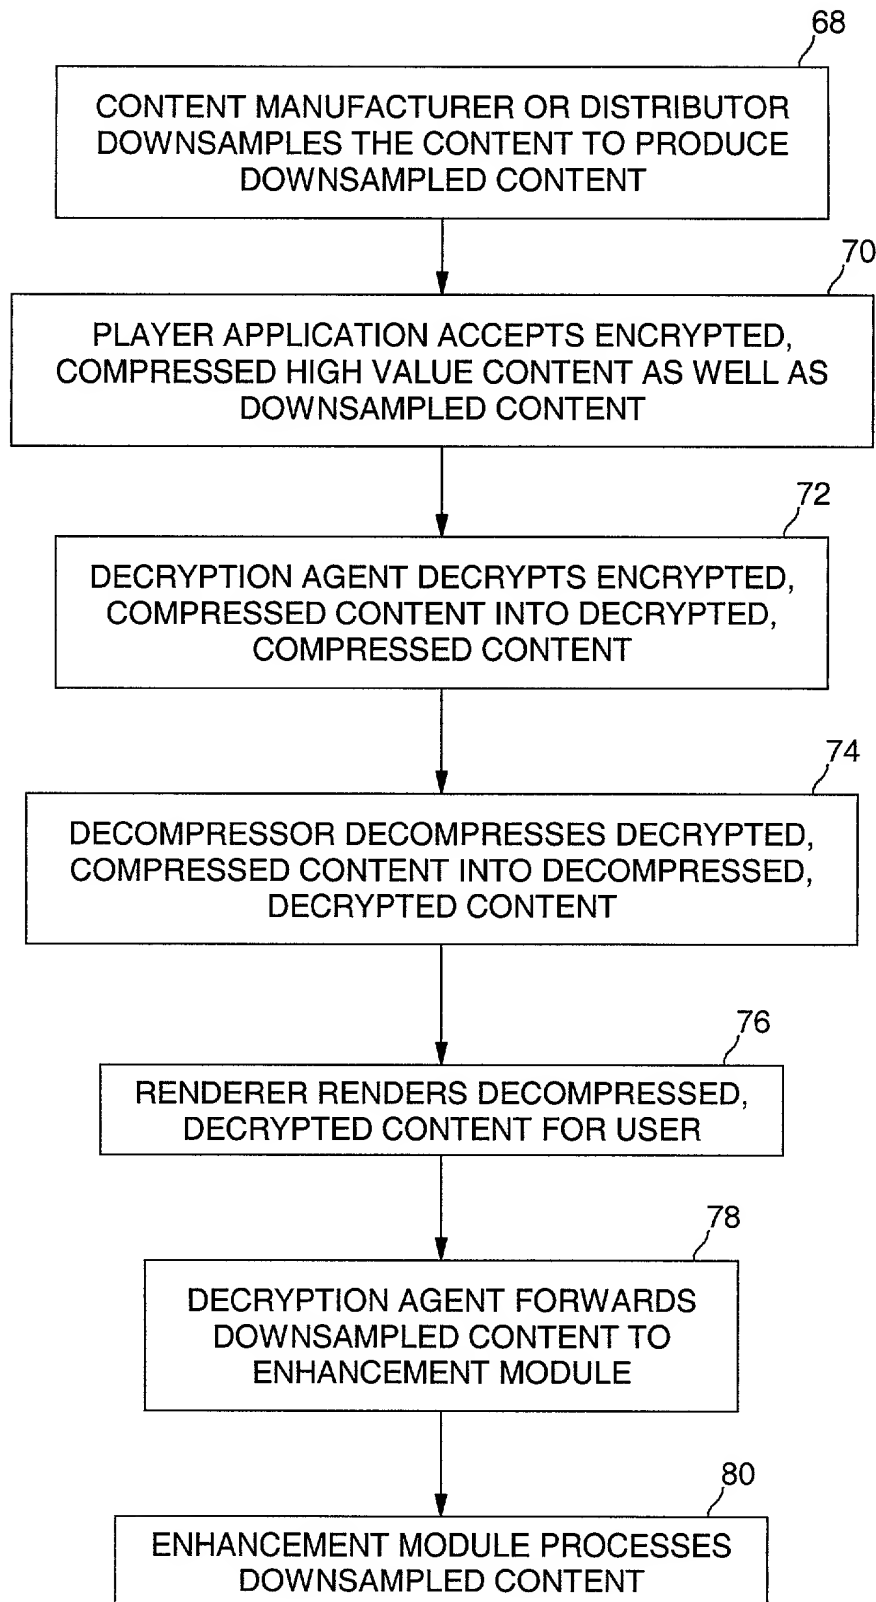 68
CONTENT MANUFACTURER OR DISTRIBUTOR
DOWNSAMPLES THE CONTENT TO PRODUCE
DOWNSAMPLED CONTENT
70
PLAYER APPLICATION ACCEPTS ENCRYPTED,
COMPRESSED HIGH VALUE CONTENT AS WELL AS
DOWNSAMPLED CONTENT
72
DECRYPTION AGENT DECRYPTS ENCRYPTED,
COMPRESSED CONTENT INTO DECRYPTED,
COMPRESSED CONTENT
74
DECOMPRESSOR DECOMPRESSES DECRYPTED,
COMPRESSED CONTENT INTO DECOMPRESSED,
DECRYPTED CONTENT
76
RENDERER RENDERS DECOMPRESSED,
DECRYPTED CONTENT FOR USER
78
DECRYPTION AGENT FORWARDS
DOWNSAMPLED CONTENT TO
ENHANCEMENT MODULE
80
ENHANCEMENT MODULE PROCESSES
DOWNSAMPLED CONTENT